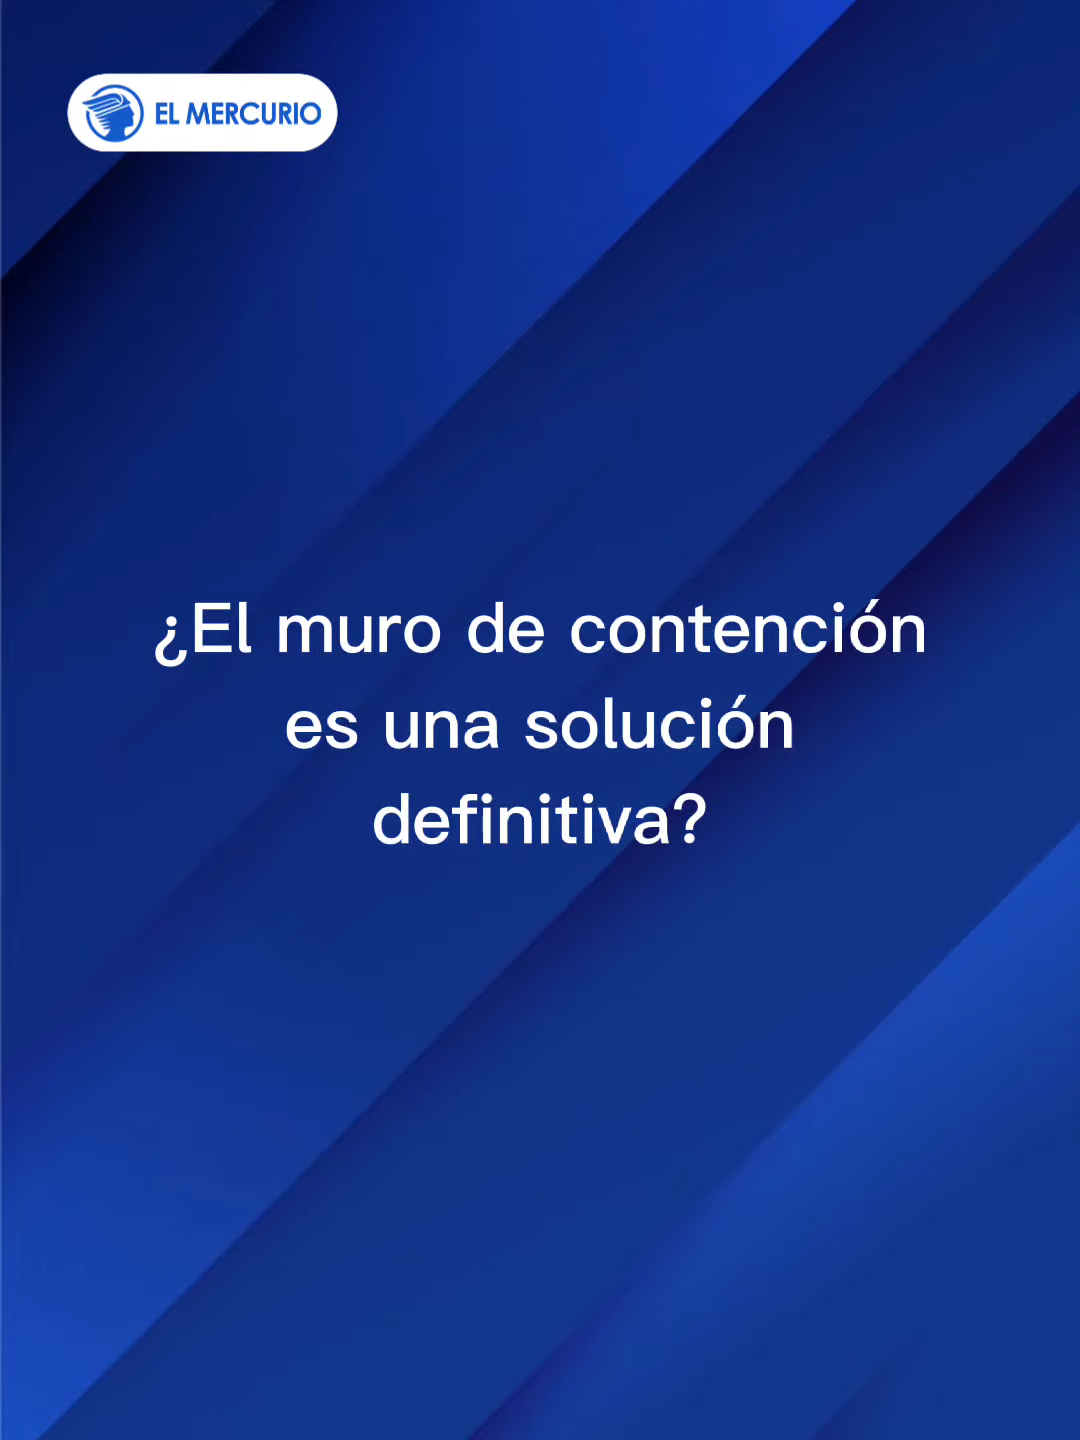 EL MERCURIO
¿El muro de contención
es una solución
definitiva?